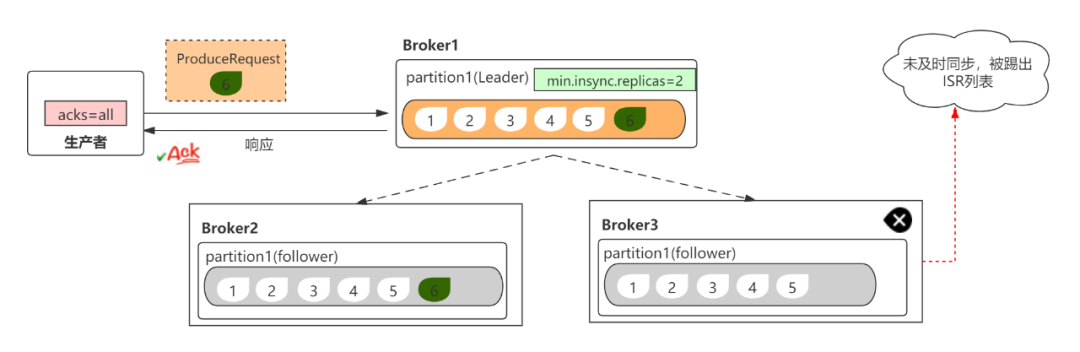 ProduceRequest
6
acks=all
生产者
Ack
响应
Broker1
partition1(Leader)
min.insync.replicas=2
1 2 3 4 5 6
未及时同步，被踢出
ISR列表
Broker2
partition1(follower)
1 2 3 4 5 6
Broker3
partition1(follower)
1 2 3 4 5